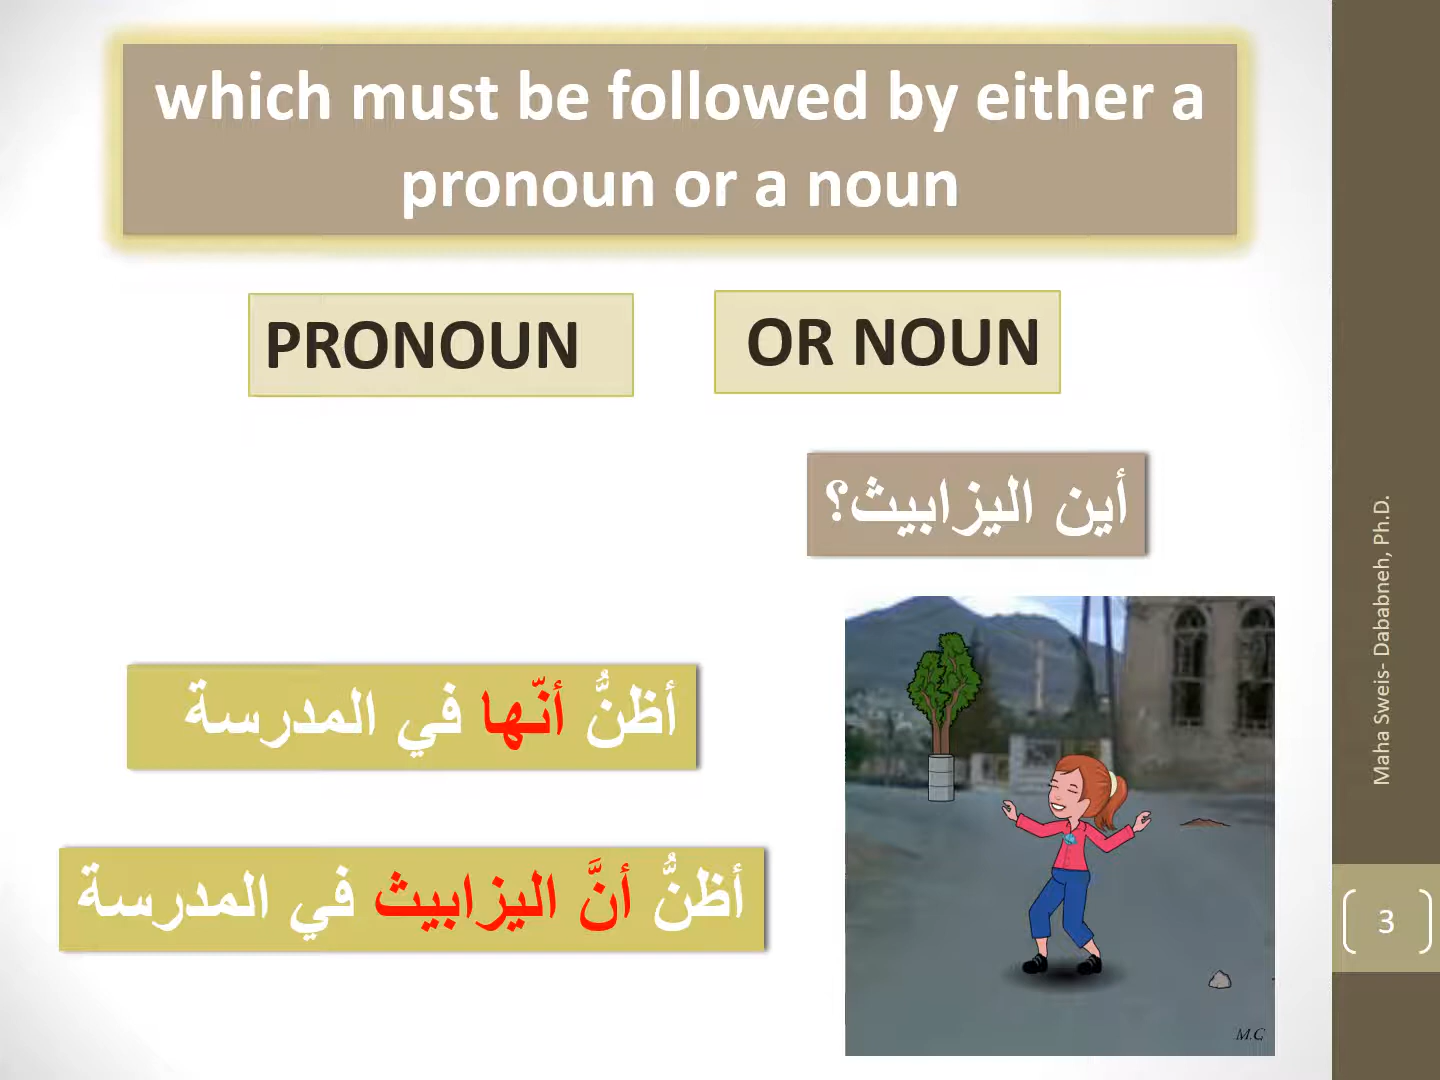 which must be followed by either a
pronoun or a noun
PRONOUN
OR NOUN
أين اليزابيث؟
أظنُّ أنّها في المدرسة
أظنُّ أنَّ اليزابيث في المدرسة
Maha Sweis- Dababneh, Ph.D.
3
M.C